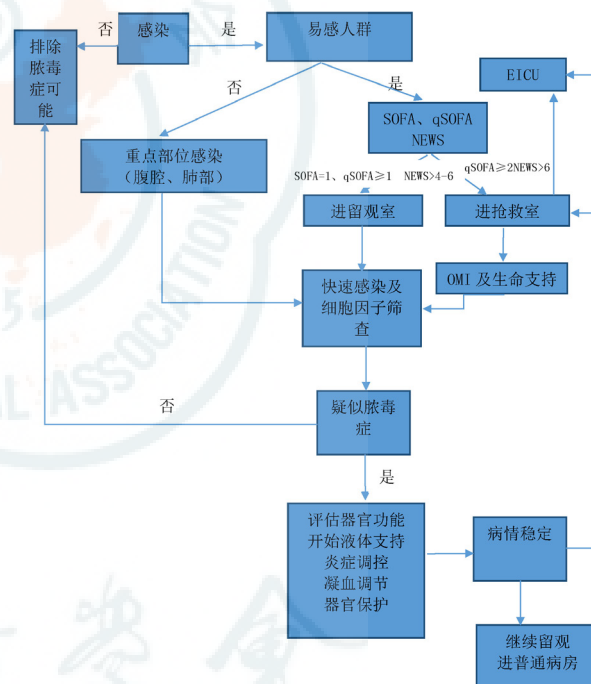 否
感染
是
易感人群
排除
脓毒
症可
能
EICU
否
是
SOFA、qSOFA
NEWS
重点部位感染
（腹腔、肺部）
SOFA=1、qSOFA≥1 NEWS>4-6
qSOFA≥2NEWS>6
进留观室
进抢救室
快速感染及
细胞因子筛
查
OMI 及生命支持
疑似脓毒
症
否
是
评估器官功能
开始液体支持
炎症调控
凝血调节
器官保护
病情稳定
继续留观
进普通病房
5
AL ASSOCIATION